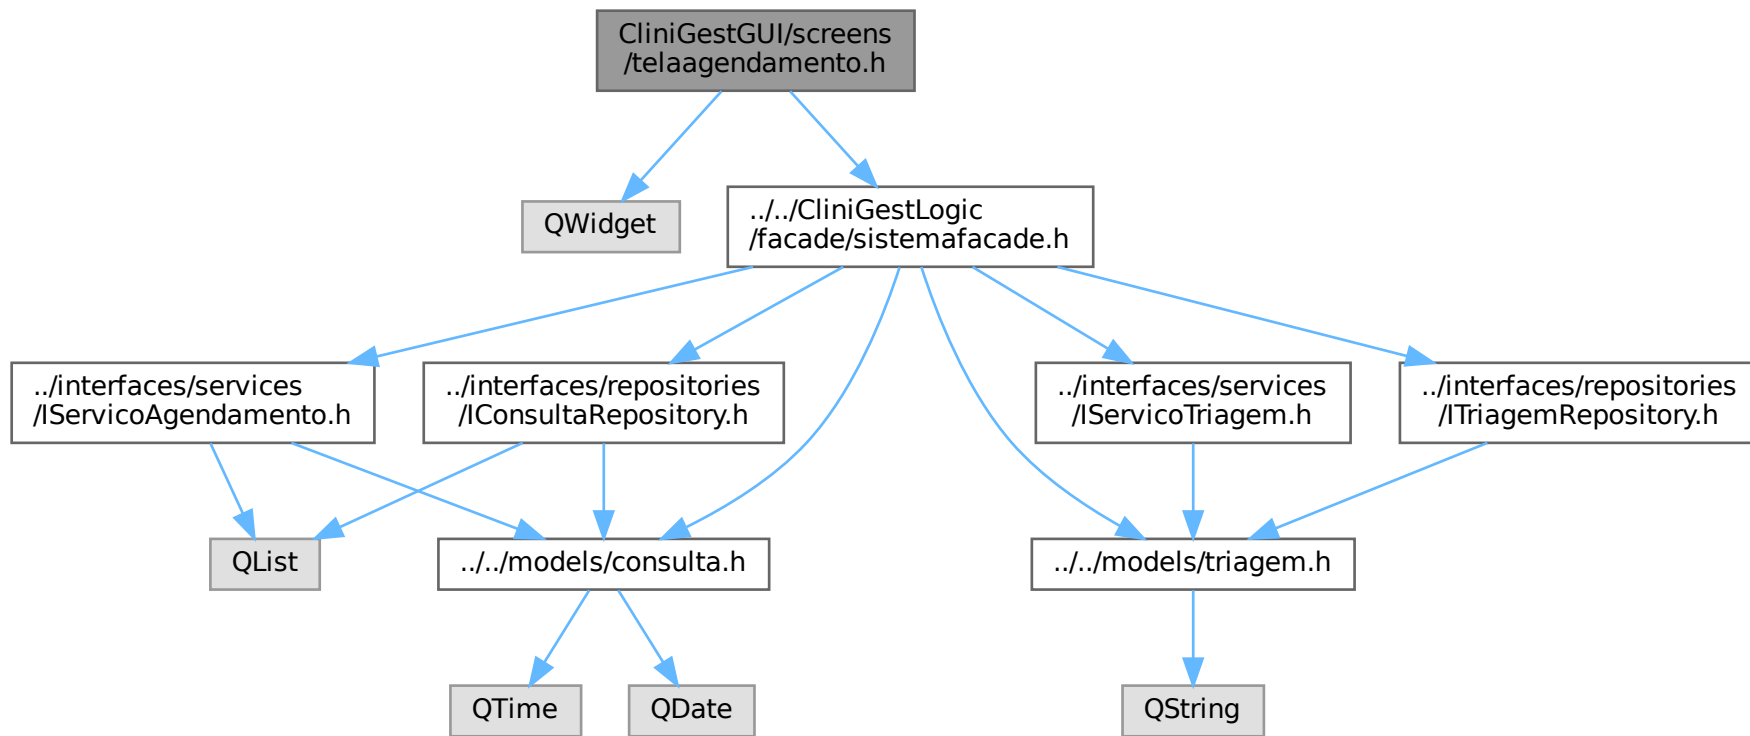 CliniGestGUI/screens
/telaagendamento.h
QWidget
../../CliniGestLogic
/facade/sistemafacade.h
../interfaces/services
/IServicoAgendamento.h
../interfaces/repositories
/IConsultaRepository.h
../interfaces/services
/IServicoTriagem.h
../interfaces/repositories
/ITriagemRepository.h
QList
../../models/consulta.h
../../models/triagem.h
QTime
QDate
QString